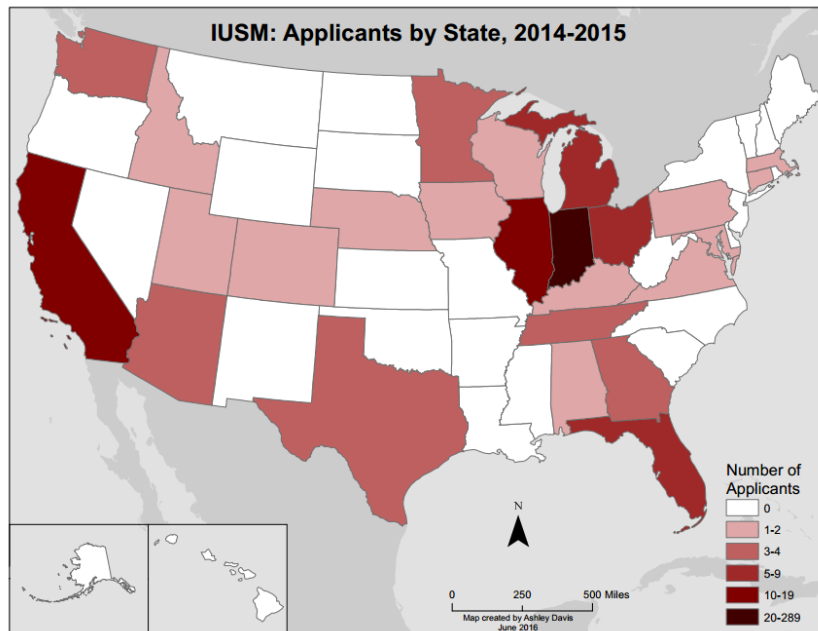 IUSM: Applicants by State, 2014-2015
Number of
Applicants
0
1-2
3-4
5-9
10-19
20-289
N
0 250 500 Miles
Map created by Ashley Davis
June 2016